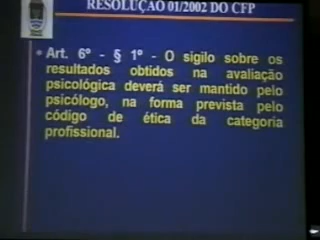 RESOLUÇÃO 01/2002 DO CFP
• Art. 6º - § 1º - O sigilo sobre os
resultados obtidos na avaliação
psicológica deverá ser mantido pelo
psicólogo, na forma prevista pelo
código de ética da categoria
profissional.